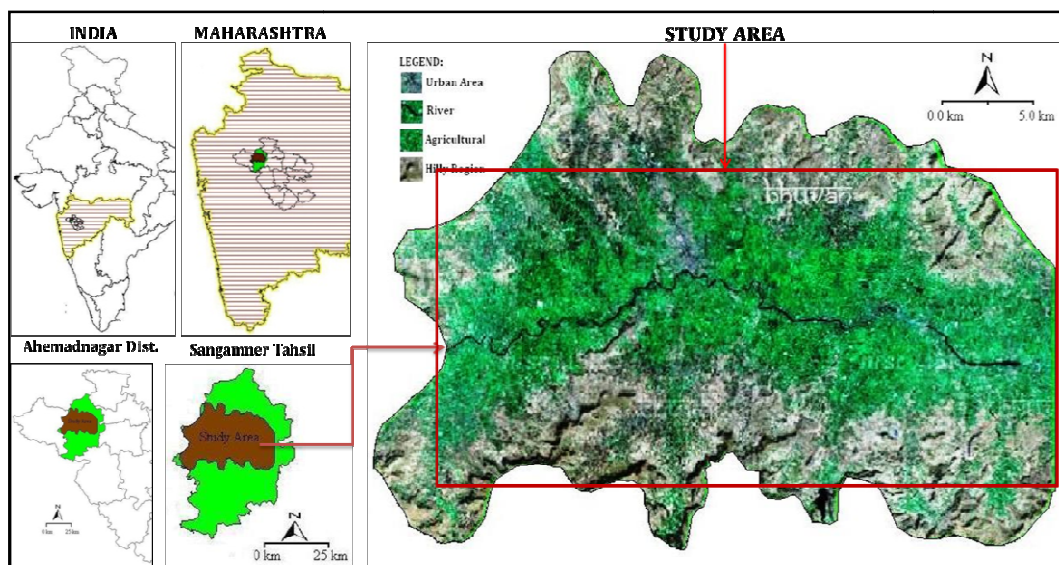 INDIA
MAHARASHTRA
STUDY AREA
LEGEND:
Urban Area
River
Agricultural
Hilly Region
N
0.0 km 5.0 km
bhuvan
Ahemadnagar Dist.
Sangamner Tahsil
Study Area
N
0 km 25 km
N
25 km